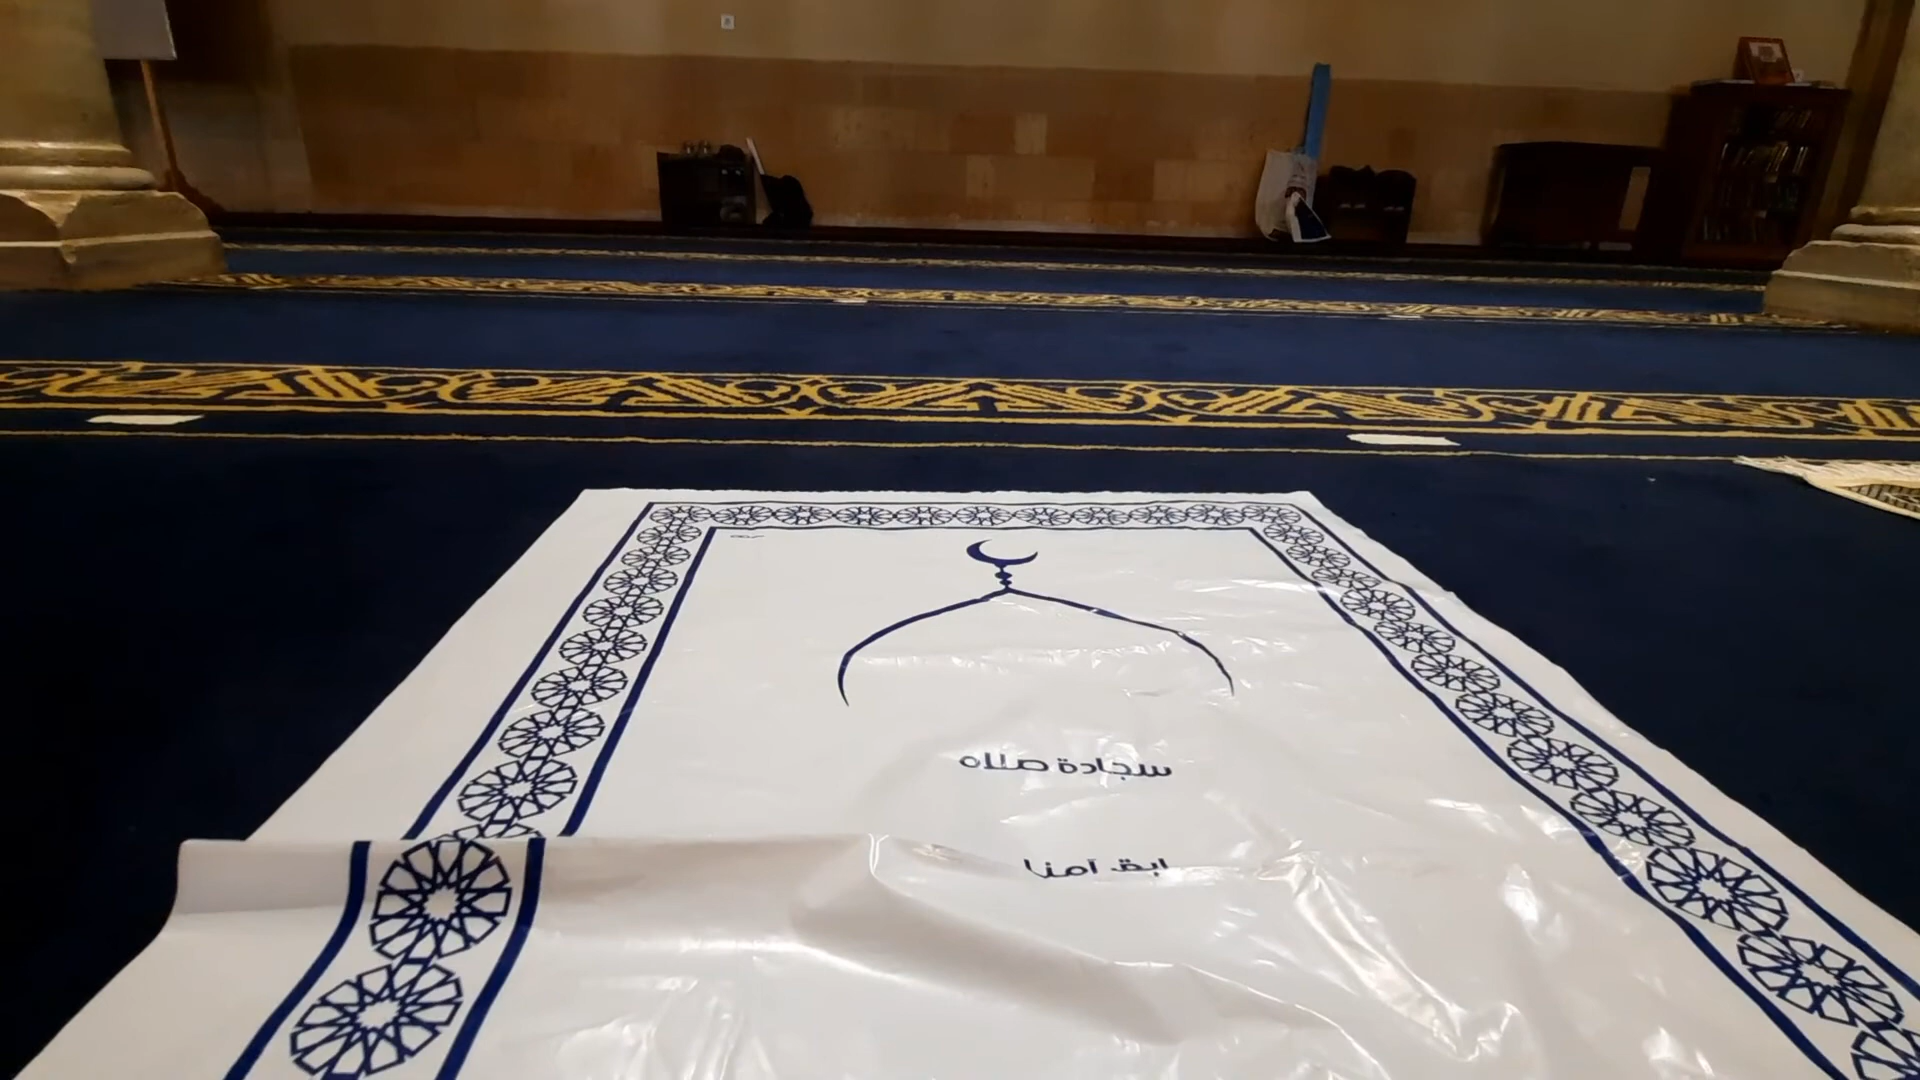 سجادة صلاه
ابق آمنا